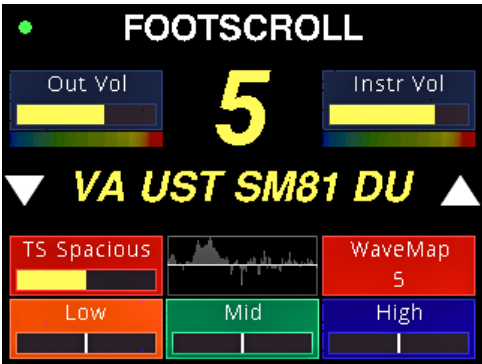 FOOTSCROLL
Out Vol
5
Instr Vol
VA UST SM81 DU
TS Spacious
WaveMap
5
Low
Mid
High